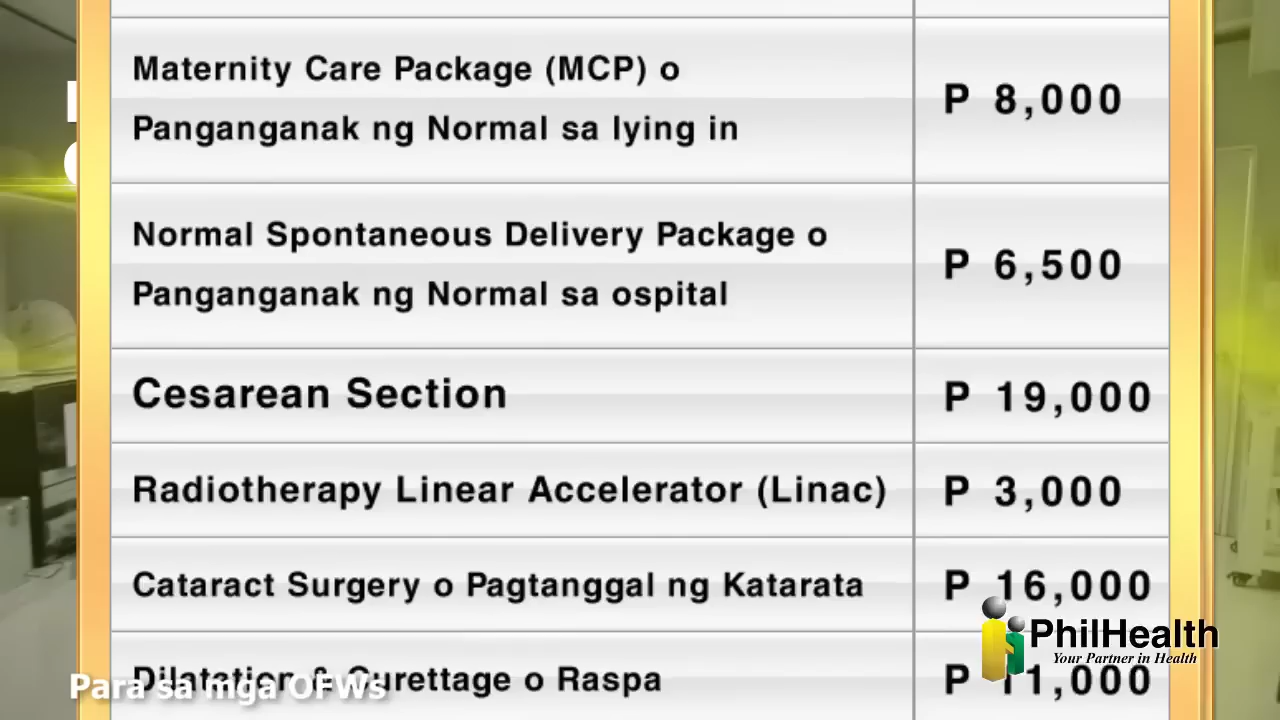 Maternity Care Package (MCP) o
Panganganak ng Normal sa lying in
P 8,000
Normal Spontaneous Delivery Package o
Panganganak ng Normal sa ospital
P 6,500
Cesarean Section
P 19,000
Radiotherapy Linear Accelerator (Linac)
P 3,000
Cataract Surgery o Pagtanggal ng Katarata
P 16,000
Dilatation & Curettage o Raspa
P 11,000
PhilHealth
Your Partner in Health
Para sa mga OFWs